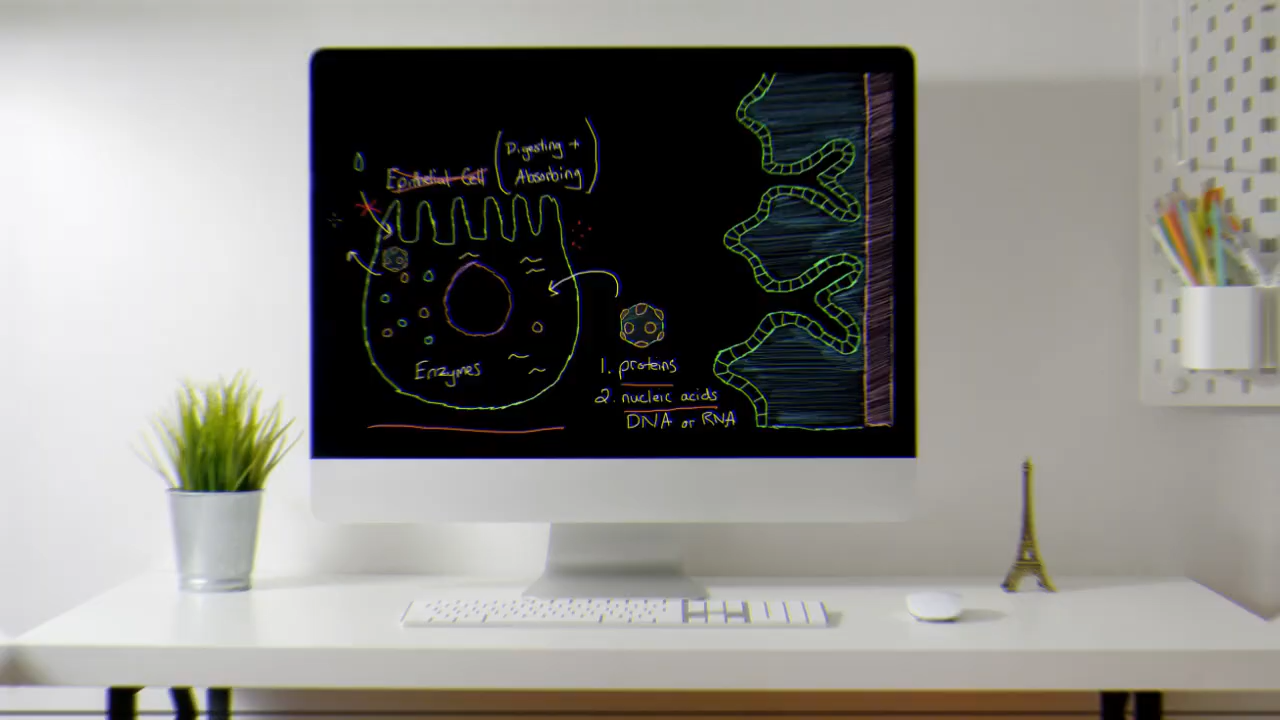 Epithelial Cell
(Digesting +
Absorbing)
Enzymes
1. proteins
2. nucleic acids
DNA or RNA